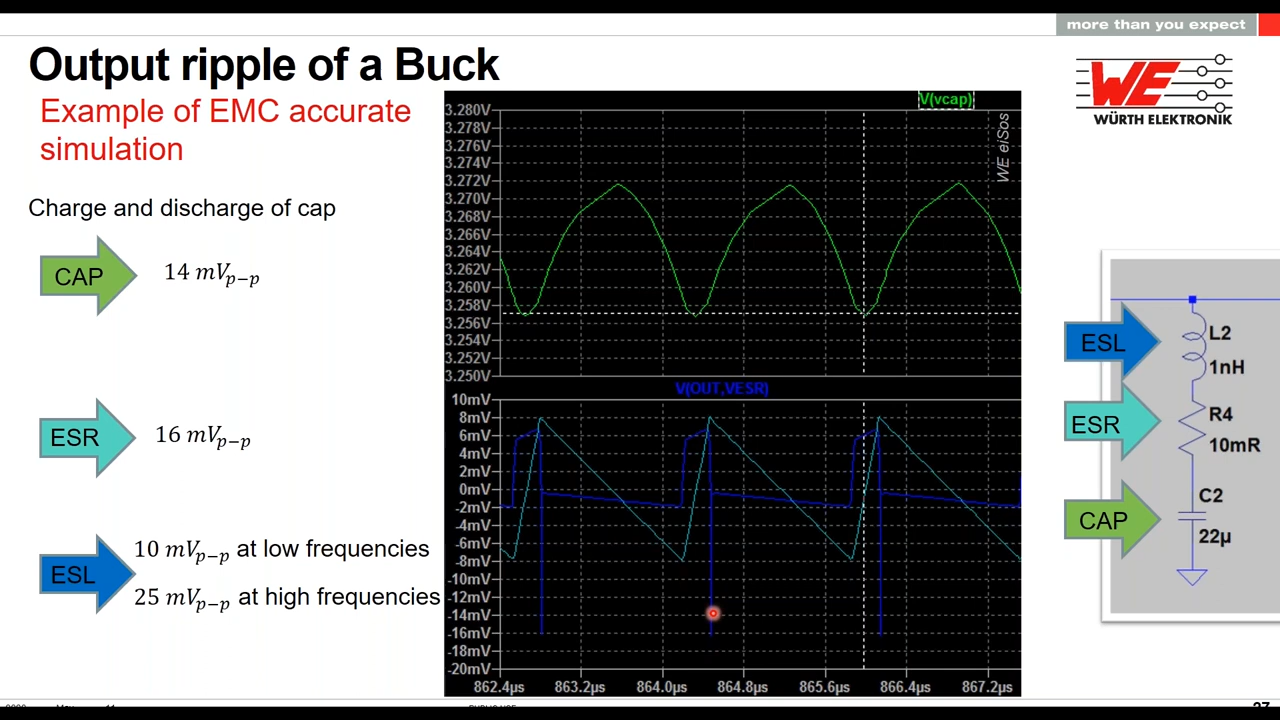 more than you expect
Output ripple of a Buck
WE
WÜRTH ELEKTRONIK
Example of EMC accurate
simulation
Charge and discharge of cap
CAP
14 mVp−p
ESR
16 mVp−p
ESL
10 mVp−p at low frequencies
25 mVp−p at high frequencies
V(vcap)
WE eiSos
3.280V
3.278V
3.276V
3.274V
3.272V
3.270V
3.268V
3.266V
3.264V
3.262V
3.260V
3.258V
3.256V
3.254V
3.252V
3.250V
V(OUT,VESR)
10mV
8mV
6mV
4mV
2mV
0mV
-2mV
-4mV
-6mV
-8mV
-10mV
-12mV
-14mV
-16mV
-18mV
-20mV
862.4µs 863.2µs 864.0µs 864.8µs 865.6µs 866.4µs 867.2µs
ESL
L2
1nH
ESR
R4
10mR
CAP
C2
22µ